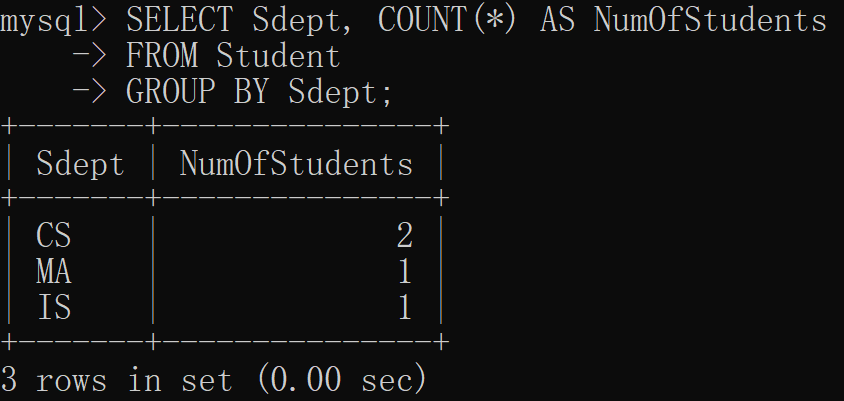 mysql> SELECT Sdept, COUNT(*) AS NumOfStudents
    -> FROM Student
    -> GROUP BY Sdept;
+-------+---------------+
| Sdept | NumOfStudents |
+-------+---------------+
| CS    |             2 |
| MA    |             1 |
| IS    |             1 |
+-------+---------------+
3 rows in set (0.00 sec)